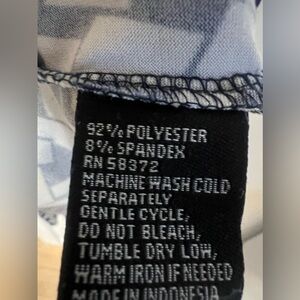 92% POLYESTER
8% SPANDEX
RN 58372
MACHINE WASH COLD
SEPARATELY
GENTLE CYCLE,
DO NOT BLEACH,
TUMBLE DRY LOW,
WARM IRON IF NEEDED
MADE IN INDONESIA